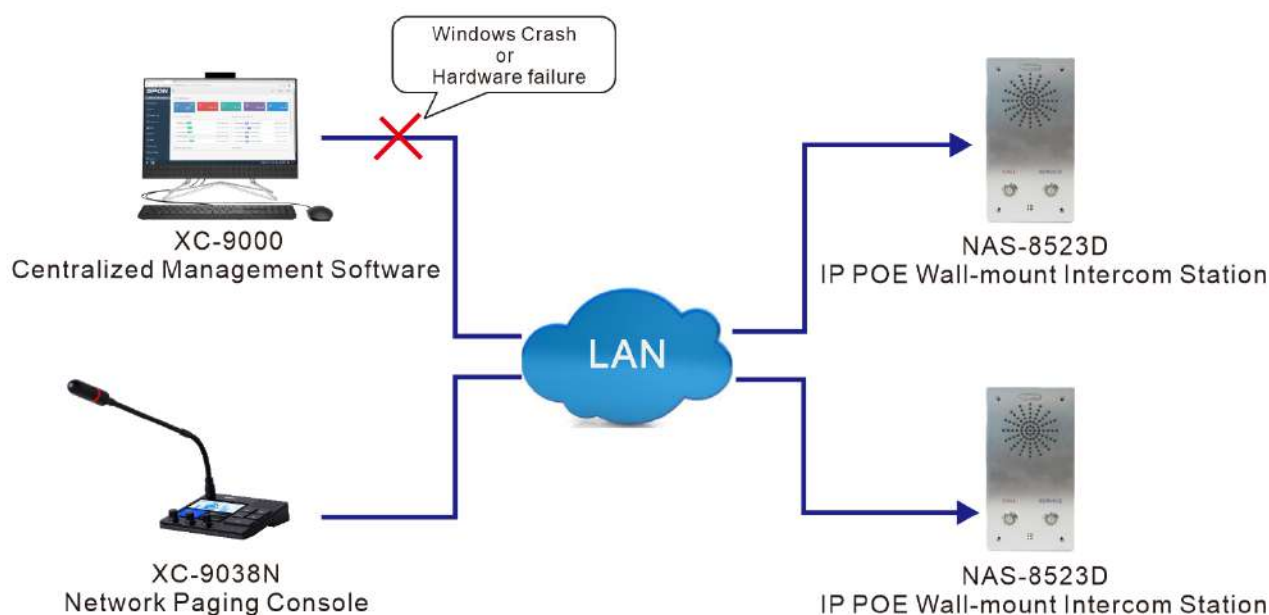 Windows Crash
or
Hardware failure
SPON
XC-9000
Centralized Management Software
NAS-8523D
IP POE Wall-mount Intercom Station
LAN
XC-9038N
Network Paging Console
NAS-8523D
IP POE Wall-mount Intercom Station